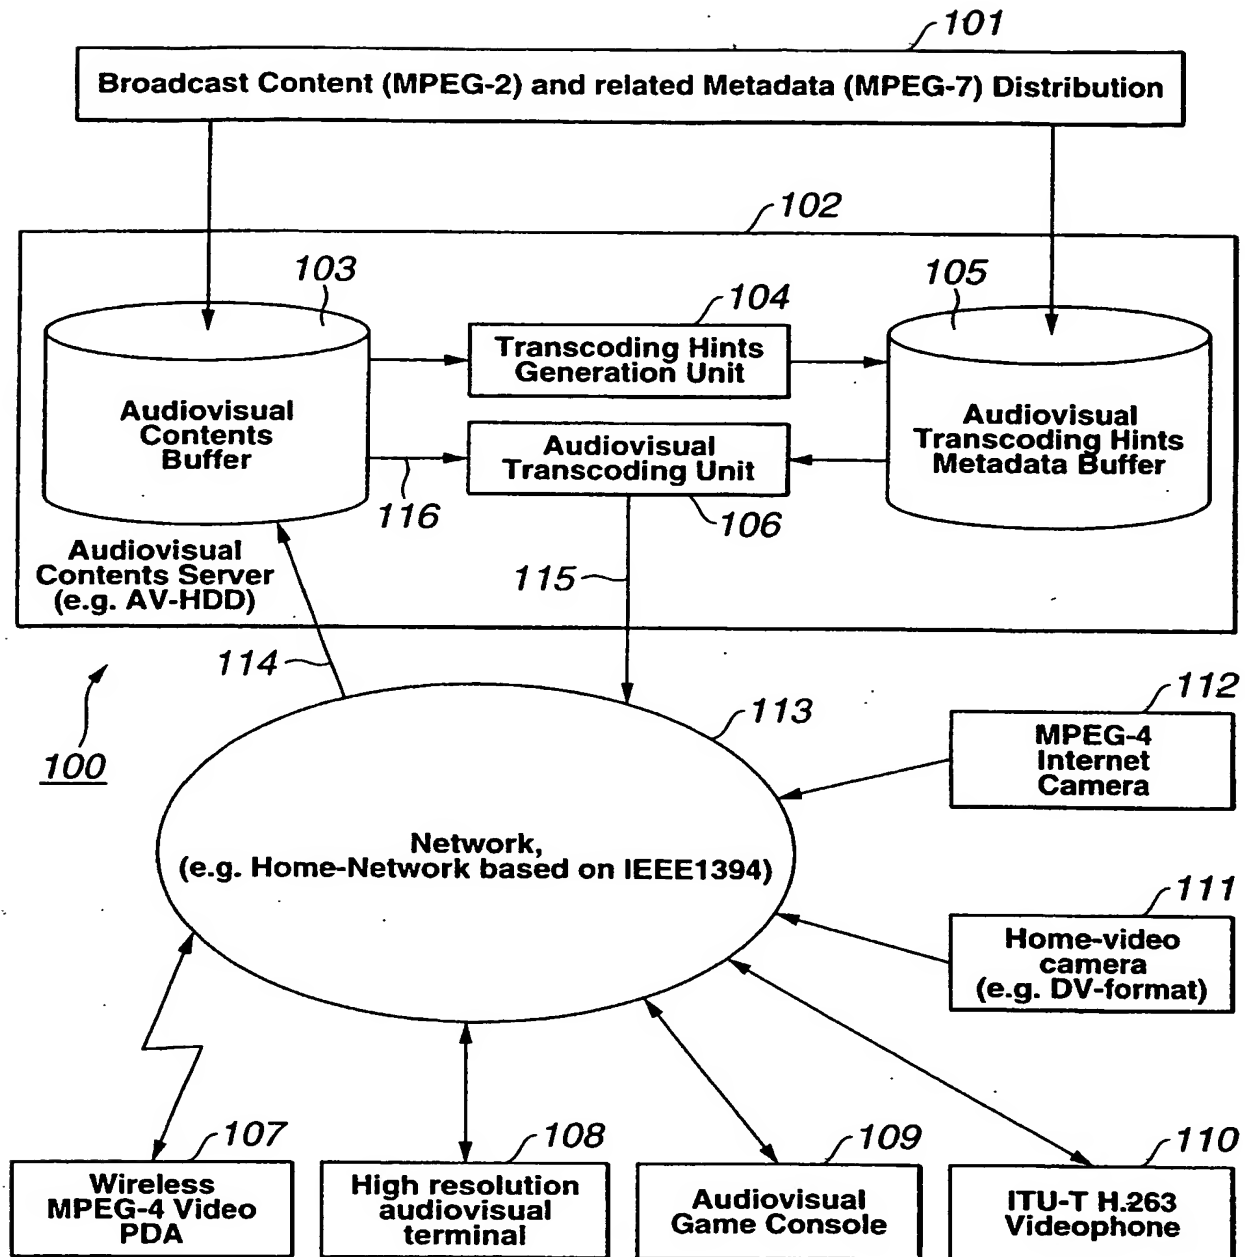 101
Broadcast Content (MPEG-2) and related Metadata (MPEG-7) Distribution
102
103
104
105
Transcoding Hints
Generation Unit
Audiovisual
Contents
Buffer
Audiovisual
Transcoding Unit
Audiovisual
Transcoding Hints
Metadata Buffer
116
106
Audiovisual
Contents Server
(e.g. AV-HDD)
115
114
113
112
100
MPEG-4
Internet
Camera
Network,
(e.g. Home-Network based on IEEE1394)
111
Home-video
camera
(e.g. DV-format)
107
108
109
110
Wireless
MPEG-4 Video
PDA
High resolution
audiovisual
terminal
Audiovisual
Game Console
ITU-T H.263
Videophone